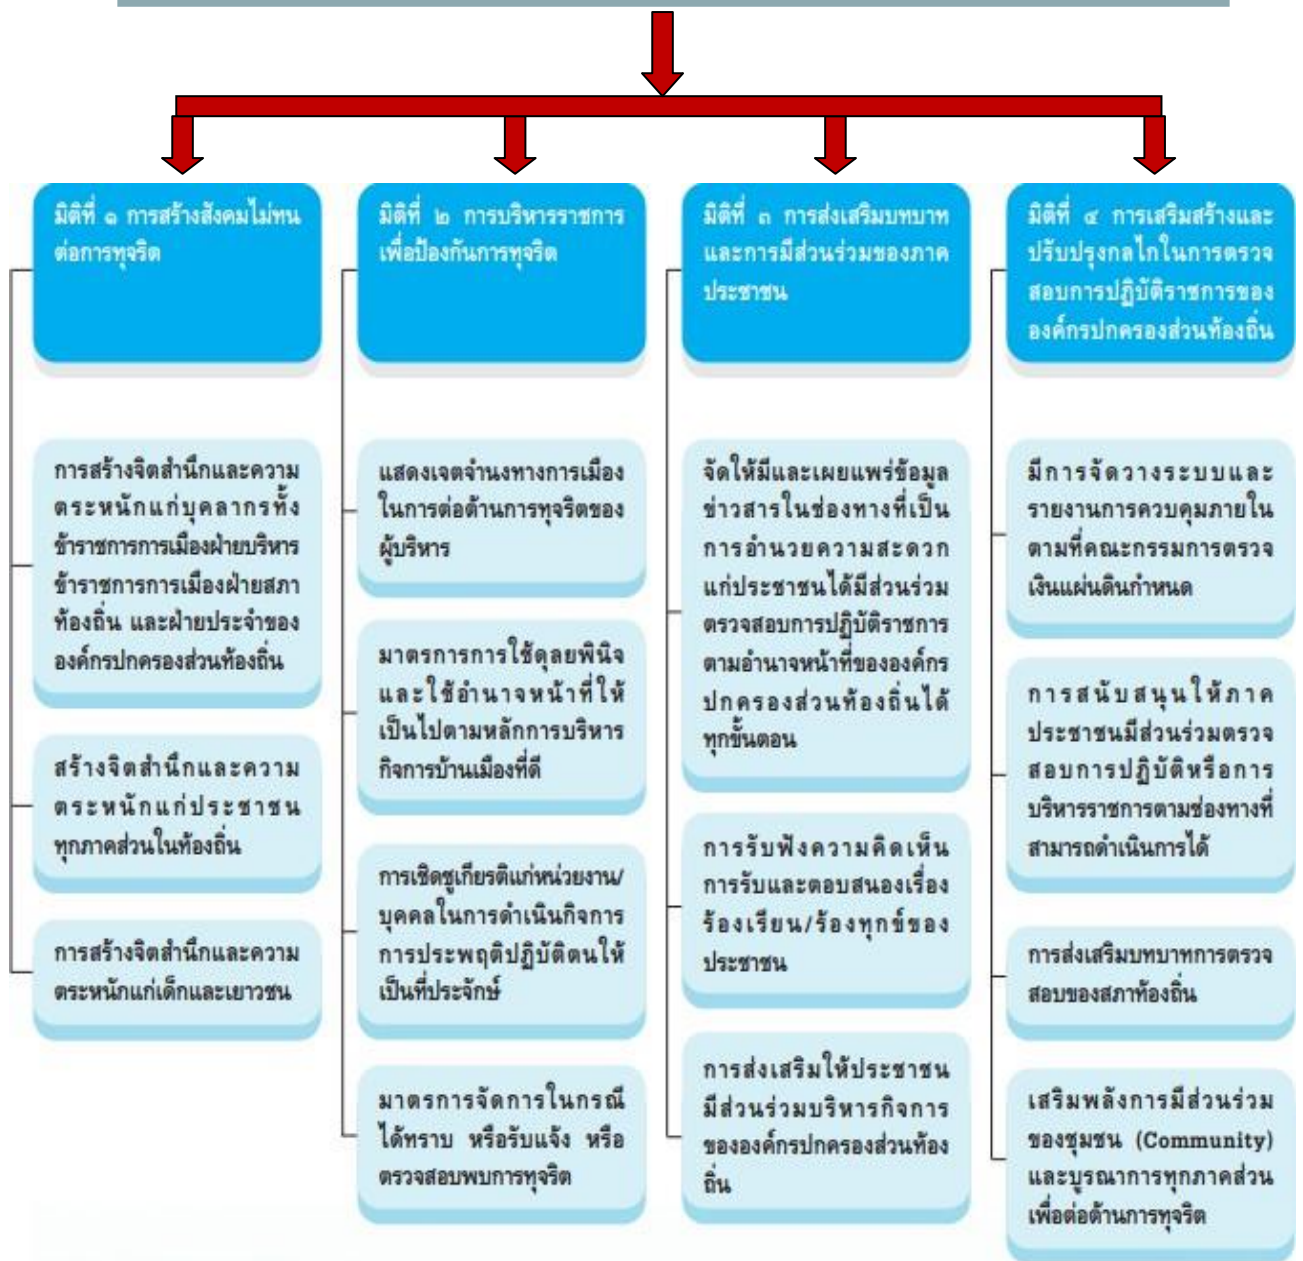 มิติที่ ๑ การสร้างสังคมไม่ทน
ต่อการทุจริต
การสร้างจิตสำนึกและความ
ตระหนักแก่บุคลากรทั้ง
ข้าราชการการเมืองฝ่ายบริหาร
ข้าราชการการเมืองฝ่ายสภา
ท้องถิ่น และฝ่ายประจำของ
องค์กรปกครองส่วนท้องถิ่น
สร้างจิตสำนึกและความ
ตระหนักแก่ประชาชน
ทุกภาคส่วนในท้องถิ่น
การสร้างจิตสำนึกและความ
ตระหนักแก่เด็กและเยาวชน
มิติที่ ๒ การบริหารราชการ
เพื่อป้องกันการทุจริต
แสดงเจตจำนงทางการเมือง
ในการต่อต้านการทุจริตของ
ผู้บริหาร
มาตรการการใช้ดุลยพินิจ
และใช้อำนาจหน้าที่ให้
เป็นไปตามหลักการบริหาร
กิจการบ้านเมืองที่ดี
การเชิดชูเกียรติแก่หน่วยงาน/
บุคคลในการดำเนินกิจการ
การประพฤติปฏิบัติตนให้
เป็นที่ประจักษ์
มาตรการจัดการในกรณี
ได้ทราบ หรือรับแจ้ง หรือ
ตรวจสอบพบการทุจริต
มิติที่ ๓ การส่งเสริมบทบาท
และการมีส่วนร่วมของภาค
ประชาชน
จัดให้มีและเผยแพร่ข้อมูล
ข่าวสารในช่องทางที่เป็น
การอำนวยความสะดวก
แก่ประชาชนได้มีส่วนร่วม
ตรวจสอบการปฏิบัติราชการ
ตามอำนาจหน้าที่ขององค์กร
ปกครองส่วนท้องถิ่นได้
ทุกขั้นตอน
การรับฟังความคิดเห็น
การรับและตอบสนองเรื่อง
ร้องเรียน/ร้องทุกข์ของ
ประชาชน
การส่งเสริมให้ประชาชน
มีส่วนร่วมบริหารกิจการ
ขององค์กรปกครองส่วนท้อง
ถิ่น
มิติที่ ๔ การเสริมสร้างและ
ปรับปรุงกลไกในการตรวจ
สอบการปฏิบัติราชการของ
องค์กรปกครองส่วนท้องถิ่น
มีการจัดวางระบบและ
รายงานการควบคุมภายใน
ตามที่คณะกรรมการตรวจ
เงินแผ่นดินกำหนด
การสนับสนุนให้ภาค
ประชาชนมีส่วนร่วมตรวจ
สอบการปฏิบัติหรือการ
บริหารราชการตามช่องทางที่
สามารถดำเนินการได้
การส่งเสริมบทบาทการตรวจ
สอบของสภาท้องถิ่น
เสริมพลังการมีส่วนร่วม
ของชุมชน (Community)
และบูรณาการทุกภาคส่วน
เพื่อต่อต้านการทุจริต